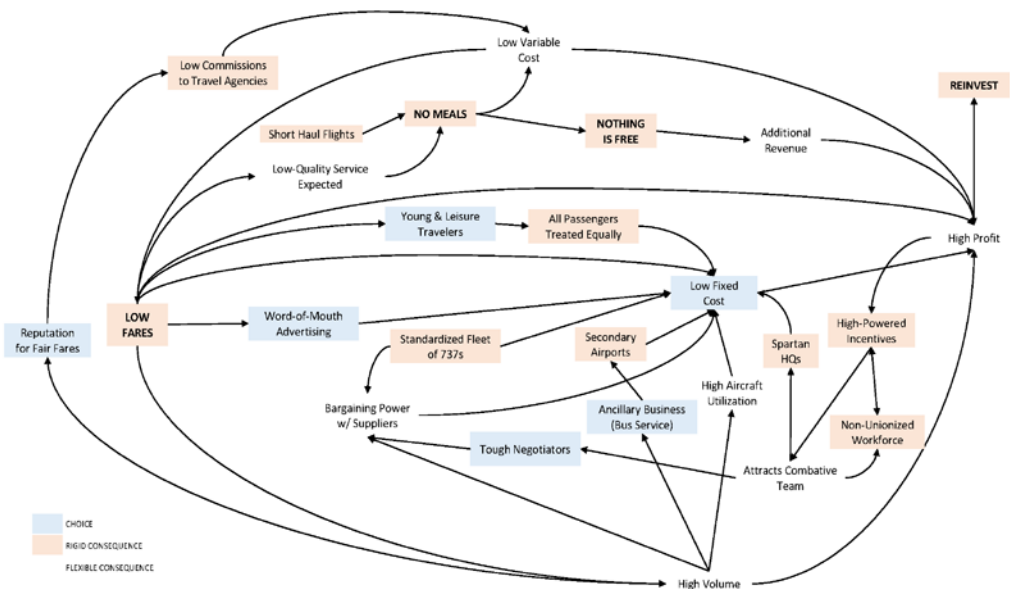 Low Variable
Cost
Low Commissions
to Travel Agencies
REINVEST
NO MEALS
Short Haul Flights
NOTHING
IS FREE
Additional
Revenue
Low-Quality Service
Expected
Young & Leisure
Travelers
All Passengers
Treated Equally
High Profit
Low Fixed
Cost
LOW
FARES
Word-of-Mouth
Advertising
Reputation
for Fair Fares
Standardized Fleet
of 737s
Secondary
Airports
Spartan
HQs
High-Powered
Incentives
High Aircraft
Utilization
Bargaining Power
w/ Suppliers
Ancillary Business
(Bus Service)
Non-Unionized
Workforce
Tough Negotiators
Attracts Combative
Team
CHOICE
RIGID CONSEQUENCE
FLEXIBLE CONSEQUENCE
High Volume